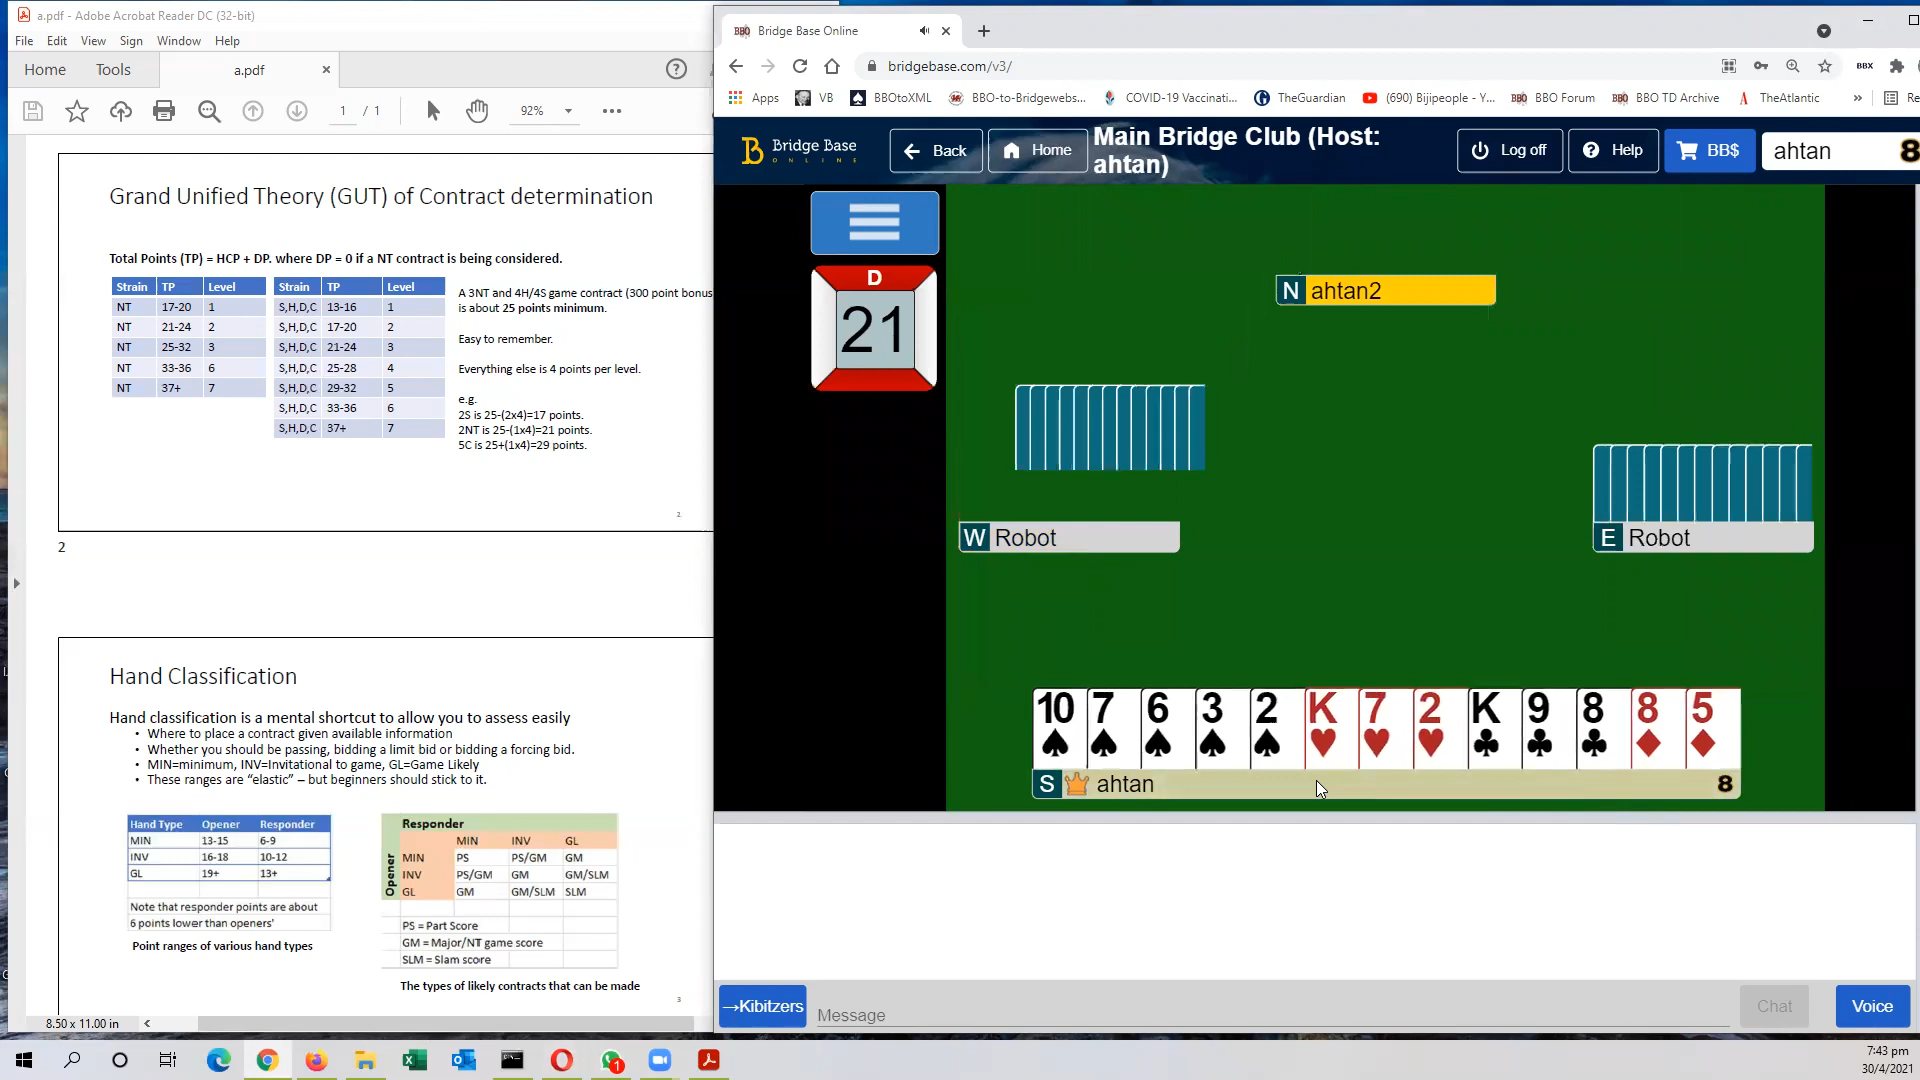 a.pdf - Adobe Acrobat Reader DC (32-bit)
File Edit View Sign Window Help
Home Tools a.pdf ×
1 / 1 92%
Grand Unified Theory (GUT) of Contract determination
Total Points (TP) = HCP + DP. where DP = 0 if a NT contract is being considered.
Strain TP Level
NT 17-20 1
NT 21-24 2
NT 25-32 3
NT 33-36 6
NT 37+ 7
Strain TP Level
S,H,D,C 13-16 1
S,H,D,C 17-20 2
S,H,D,C 21-24 3
S,H,D,C 25-28 4
S,H,D,C 29-32 5
S,H,D,C 33-36 6
S,H,D,C 37+ 7
A 3NT and 4H/4S game contract (300 point bonus
is about 25 points minimum.
Easy to remember.
Everything else is 4 points per level.
e.g.
2S is 25-(2x4)=17 points.
2NT is 25-(1x4)=21 points.
5C is 25+(1x4)=29 points.
2
2
Hand Classification
Hand classification is a mental shortcut to allow you to assess easily
• Where to place a contract given available information
• Whether you should be passing, bidding a limit bid or bidding a forcing bid.
• MIN=minimum, INV=Invitational to game, GL=Game Likely
• These ranges are “elastic” – but beginners should stick to it.
Hand Type Opener Responder
MIN 13-15 6-9
INV 16-18 10-12
GL 19+ 13+
Note that responder points are about
6 points lower than openers'
Point ranges of various hand types
Responder
MIN INV GL
Opener
MIN PS PS/GM GM
INV PS/GM GM GM/SLM
GL GM GM/SLM SLM
PS = Part Score
GM = Major/NT game score
SLM = Slam score
The types of likely contracts that can be made
3
8.50 x 11.00 in
BBO Bridge Base Online
bridgebase.com/v3/
BBX
Apps VB BBOtoXML BBO-to-Bridgewebs... COVID-19 Vaccinati... TheGuardian (690) Bijipeople - Y... BBO Forum BBO TD Archive TheAtlantic » Re
Bridge Base
ONLINE
Back
Home
Main Bridge Club (Host:
ahtan)
Log off
Help
BB$
ahtan 8
D
21
N ahtan2
W Robot
E Robot
10 7 6 3 2 K 7 2 K 9 8 8 5
S ahtan 8
→Kibitzers
Message
Chat
Voice
1
7:43 pm
30/4/2021